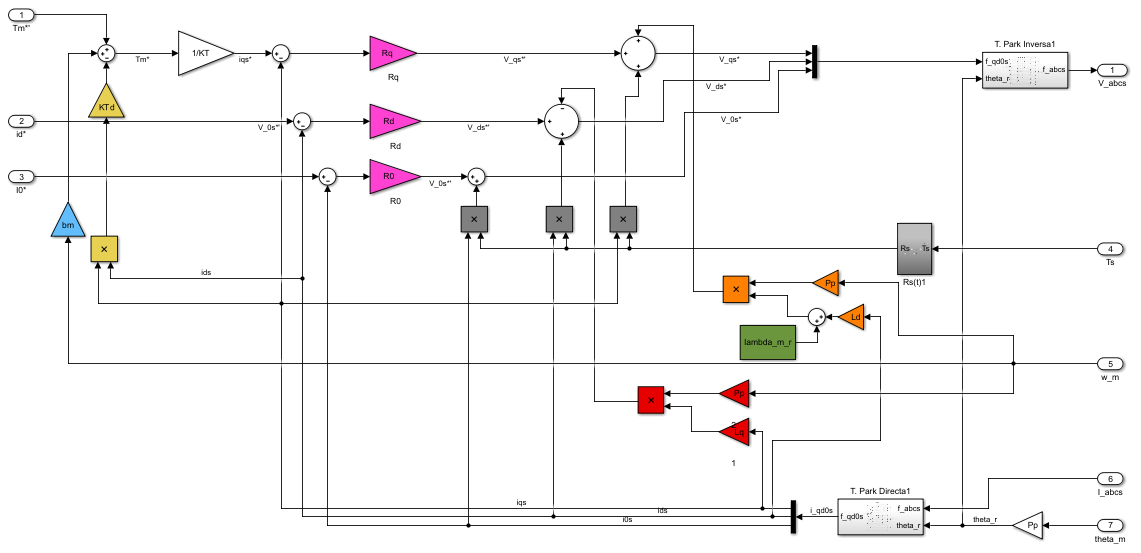 1
Tm*'
Tm*
1/KT
iqs*
Rq
Rq
V_qs*'
V_qs*
T. Park Inversa1
f_qd0s
theta_r
f_abcs
1
V_abcs
KTd
2
id*
V_0s*'
Rd
Rd
V_ds*'
V_ds*
V_0s*
3
I0*
R0
R0
V_0s*'
bm
×
×
×
×
ids
Rs
Ts
Rs(t)1
4
Ts
×
Pp
Ld
lambda_m_r
5
w_m
×
Pp
Lq
1
iqs
ids
i0s
i_qd0s
T. Park Directa1
f_qd0s
f_abcs
theta_r
theta_r
Pp
6
I_abcs
7
theta_m